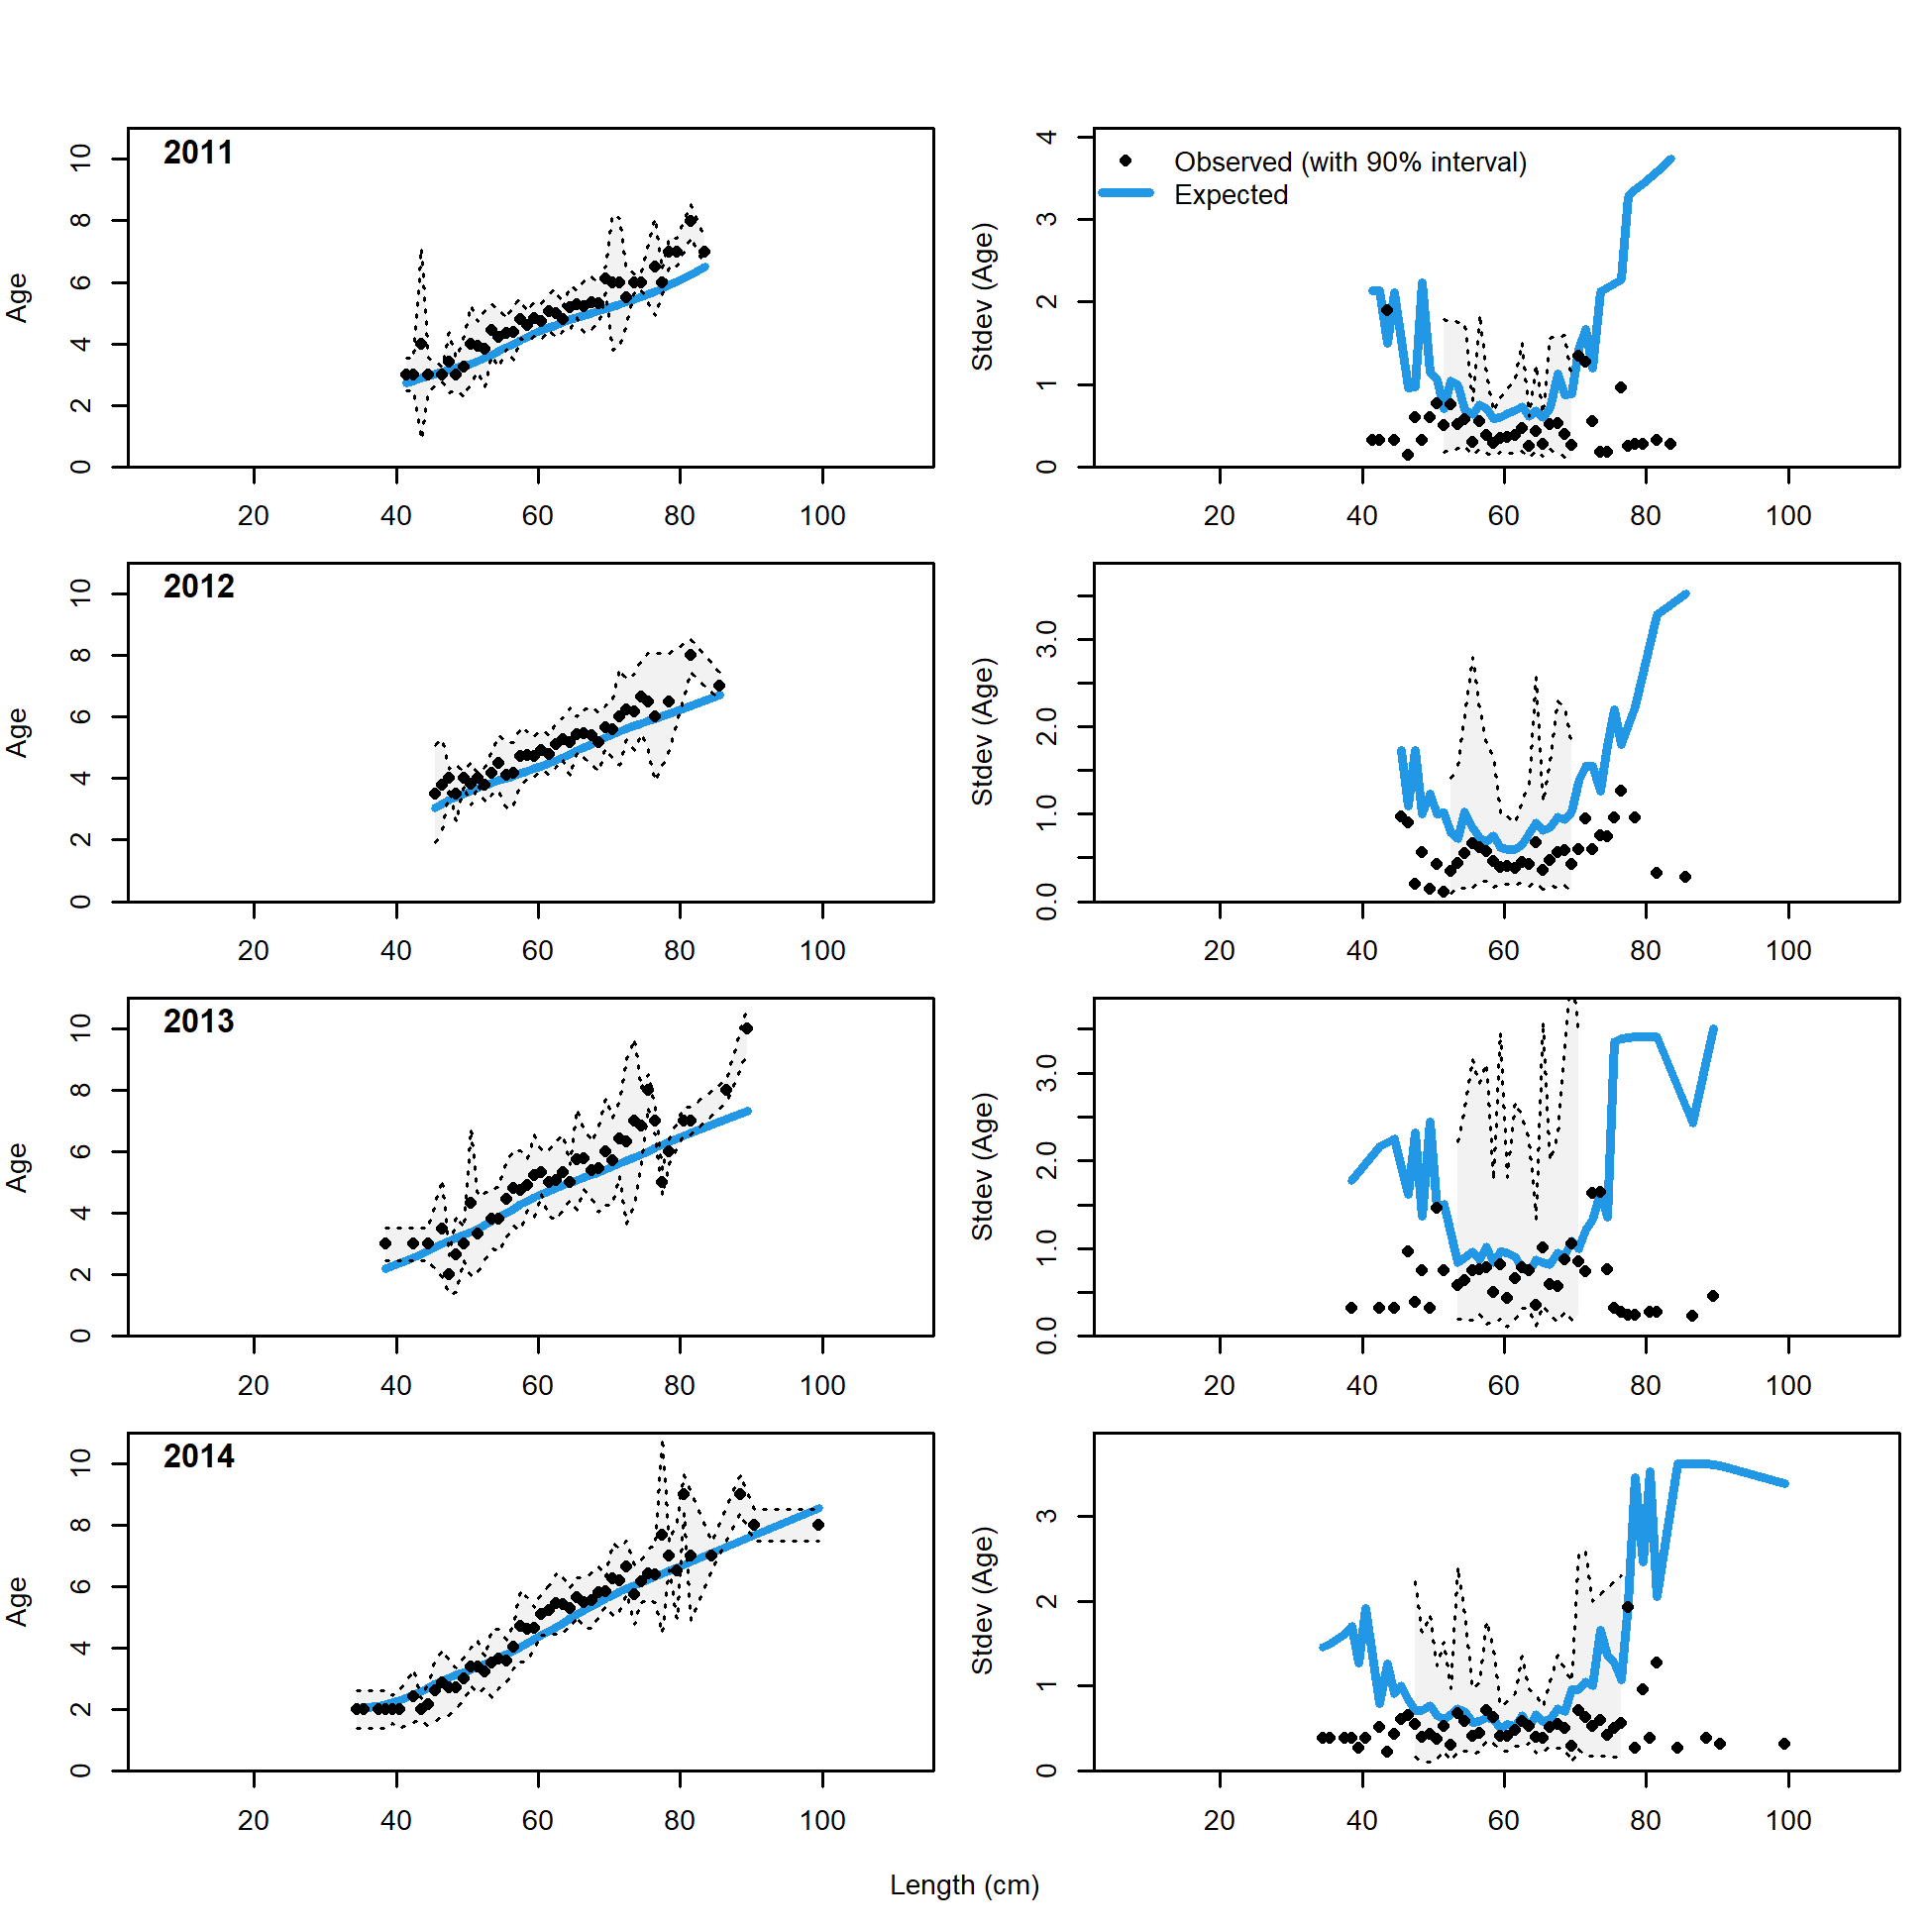 2011
Age
0 2 4 6 8 10
20 40 60 80 100
Observed (with 90% interval)
Expected
Stdev (Age)
0 1 2 3 4
20 40 60 80 100
2012
Age
0 2 4 6 8 10
20 40 60 80 100
Stdev (Age)
0.0 1.0 2.0 3.0
20 40 60 80 100
2013
Age
0 2 4 6 8 10
20 40 60 80 100
Stdev (Age)
0.0 1.0 2.0 3.0
20 40 60 80 100
2014
Age
0 2 4 6 8 10
20 40 60 80 100
Stdev (Age)
0 1 2 3
20 40 60 80 100
Length (cm)